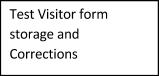 Test Visitor form
storage and
Corrections